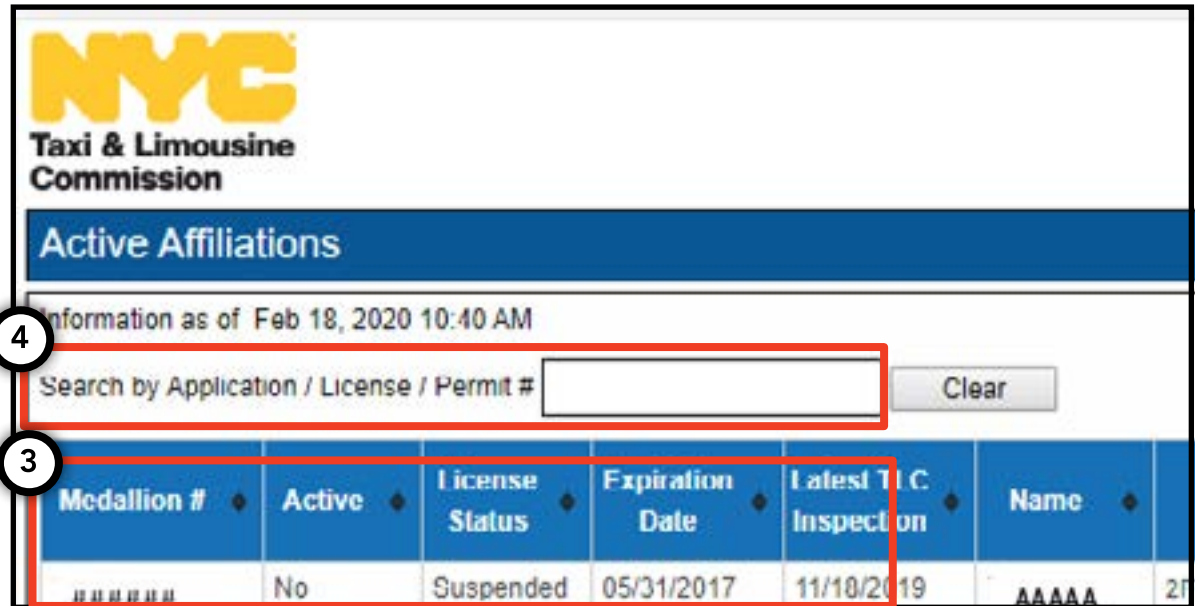 NYC
Taxi & Limousine
Commission
Active Affiliations
Information as of Feb 18, 2020 10:40 AM
4
Search by Application / License / Permit #
Clear
3
Medallion #
Active
License
Status
Expiration
Date
Latest TLC
Inspection
Name
######
No
Suspended
05/31/2017
11/18/2019
AAAAA